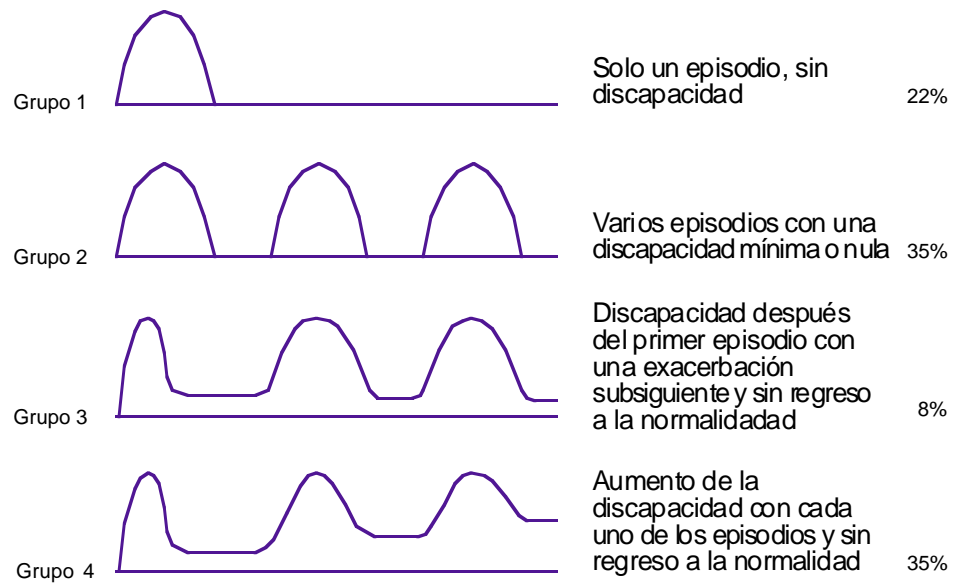 Solo un episodio, sin
discapacidad
Grupo 1
22%
Varios episodios con una
discapacidad mínima o nula
Grupo 2
35%
Discapacidad después
del primer episodio con
una exacerbación
subsiguiente y sin regreso
a la normalidadad
Grupo 3
8%
Aumento de la
discapacidad con cada
uno de los episodios y sin
regreso a la normalidad
Grupo 4
35%